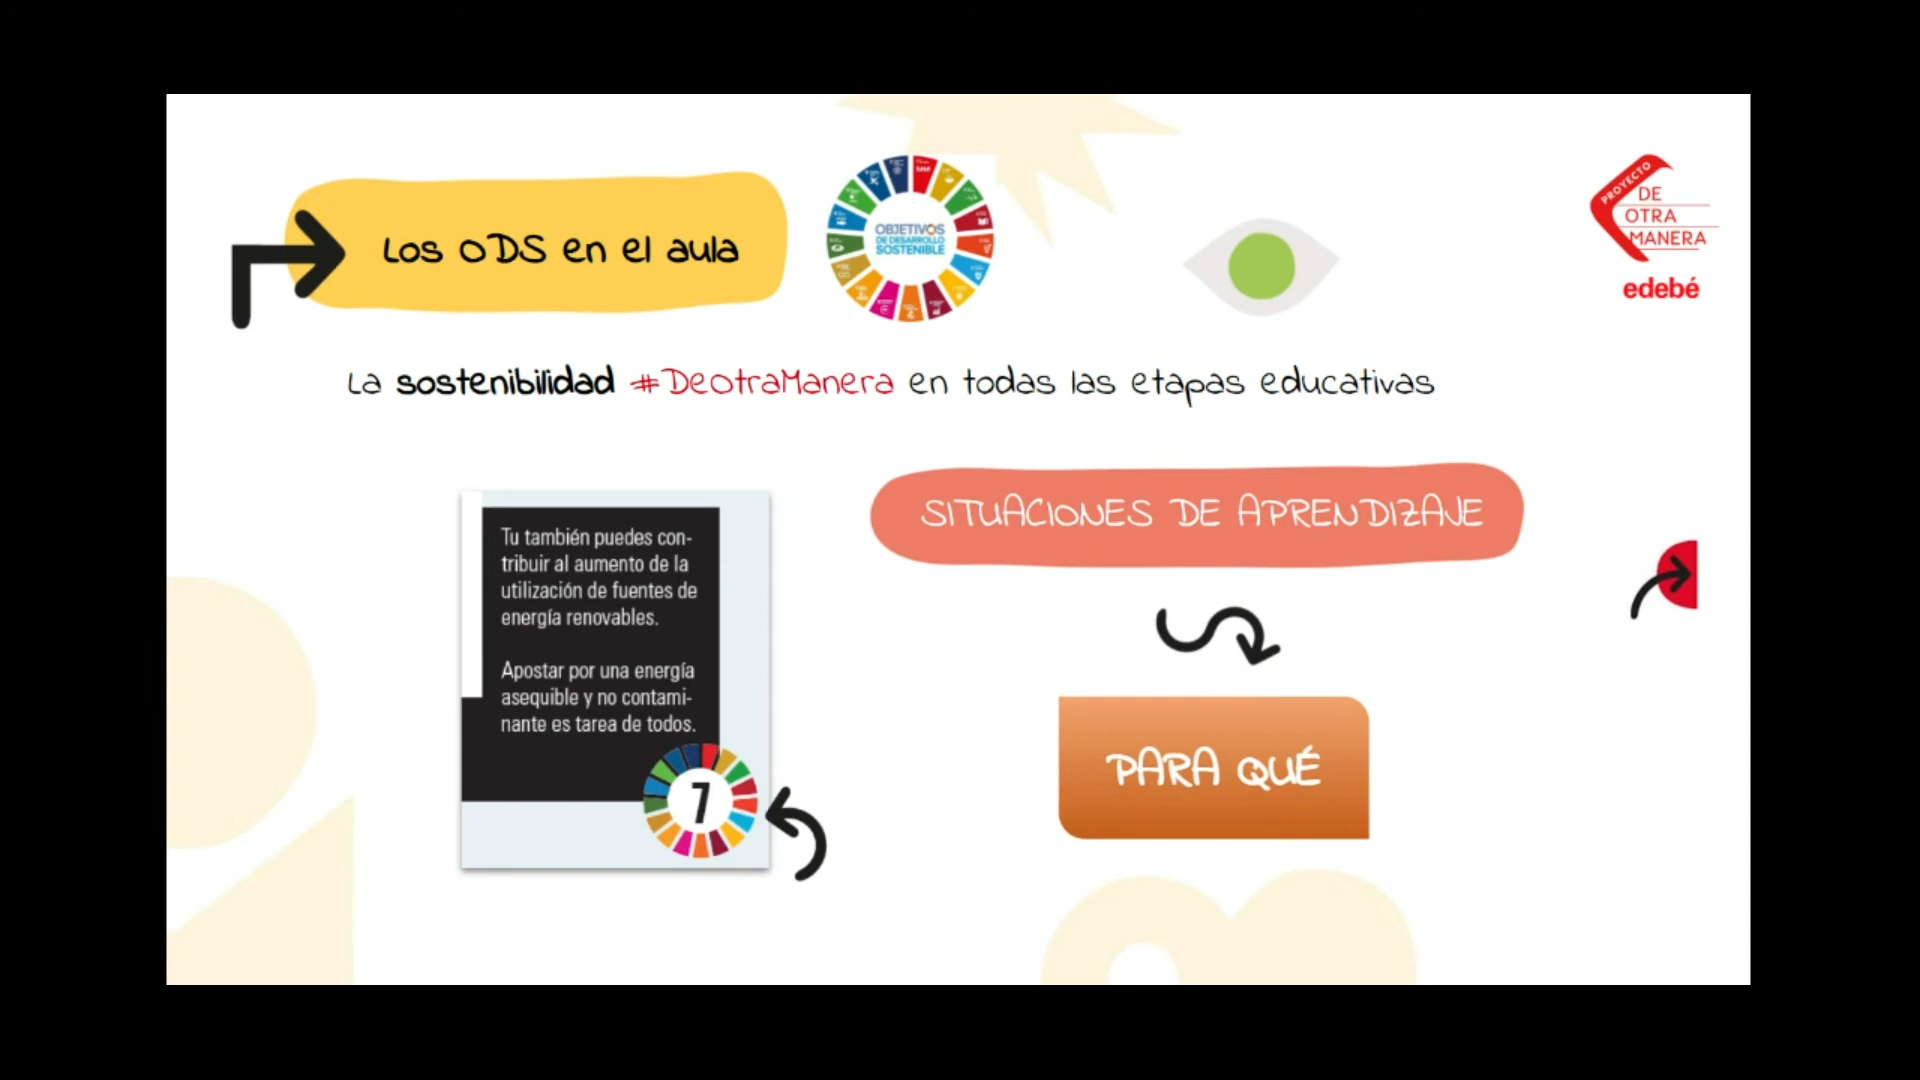 Los ODS en el aula
OBJETIVOS
DE DESARROLLO
SOSTENIBLE
PROYECTO
DE
OTRA
MANERA
edebé
La sostenibilidad #DeotraManera en todas las etapas educativas
SITUACIONES DE APRENDIZAJE
Tu también puedes con-
tribuir al aumento de la
utilización de fuentes de
energía renovables.
Apostar por una energía
asequible y no contami-
nante es tarea de todos.
7
PARA QUÉ